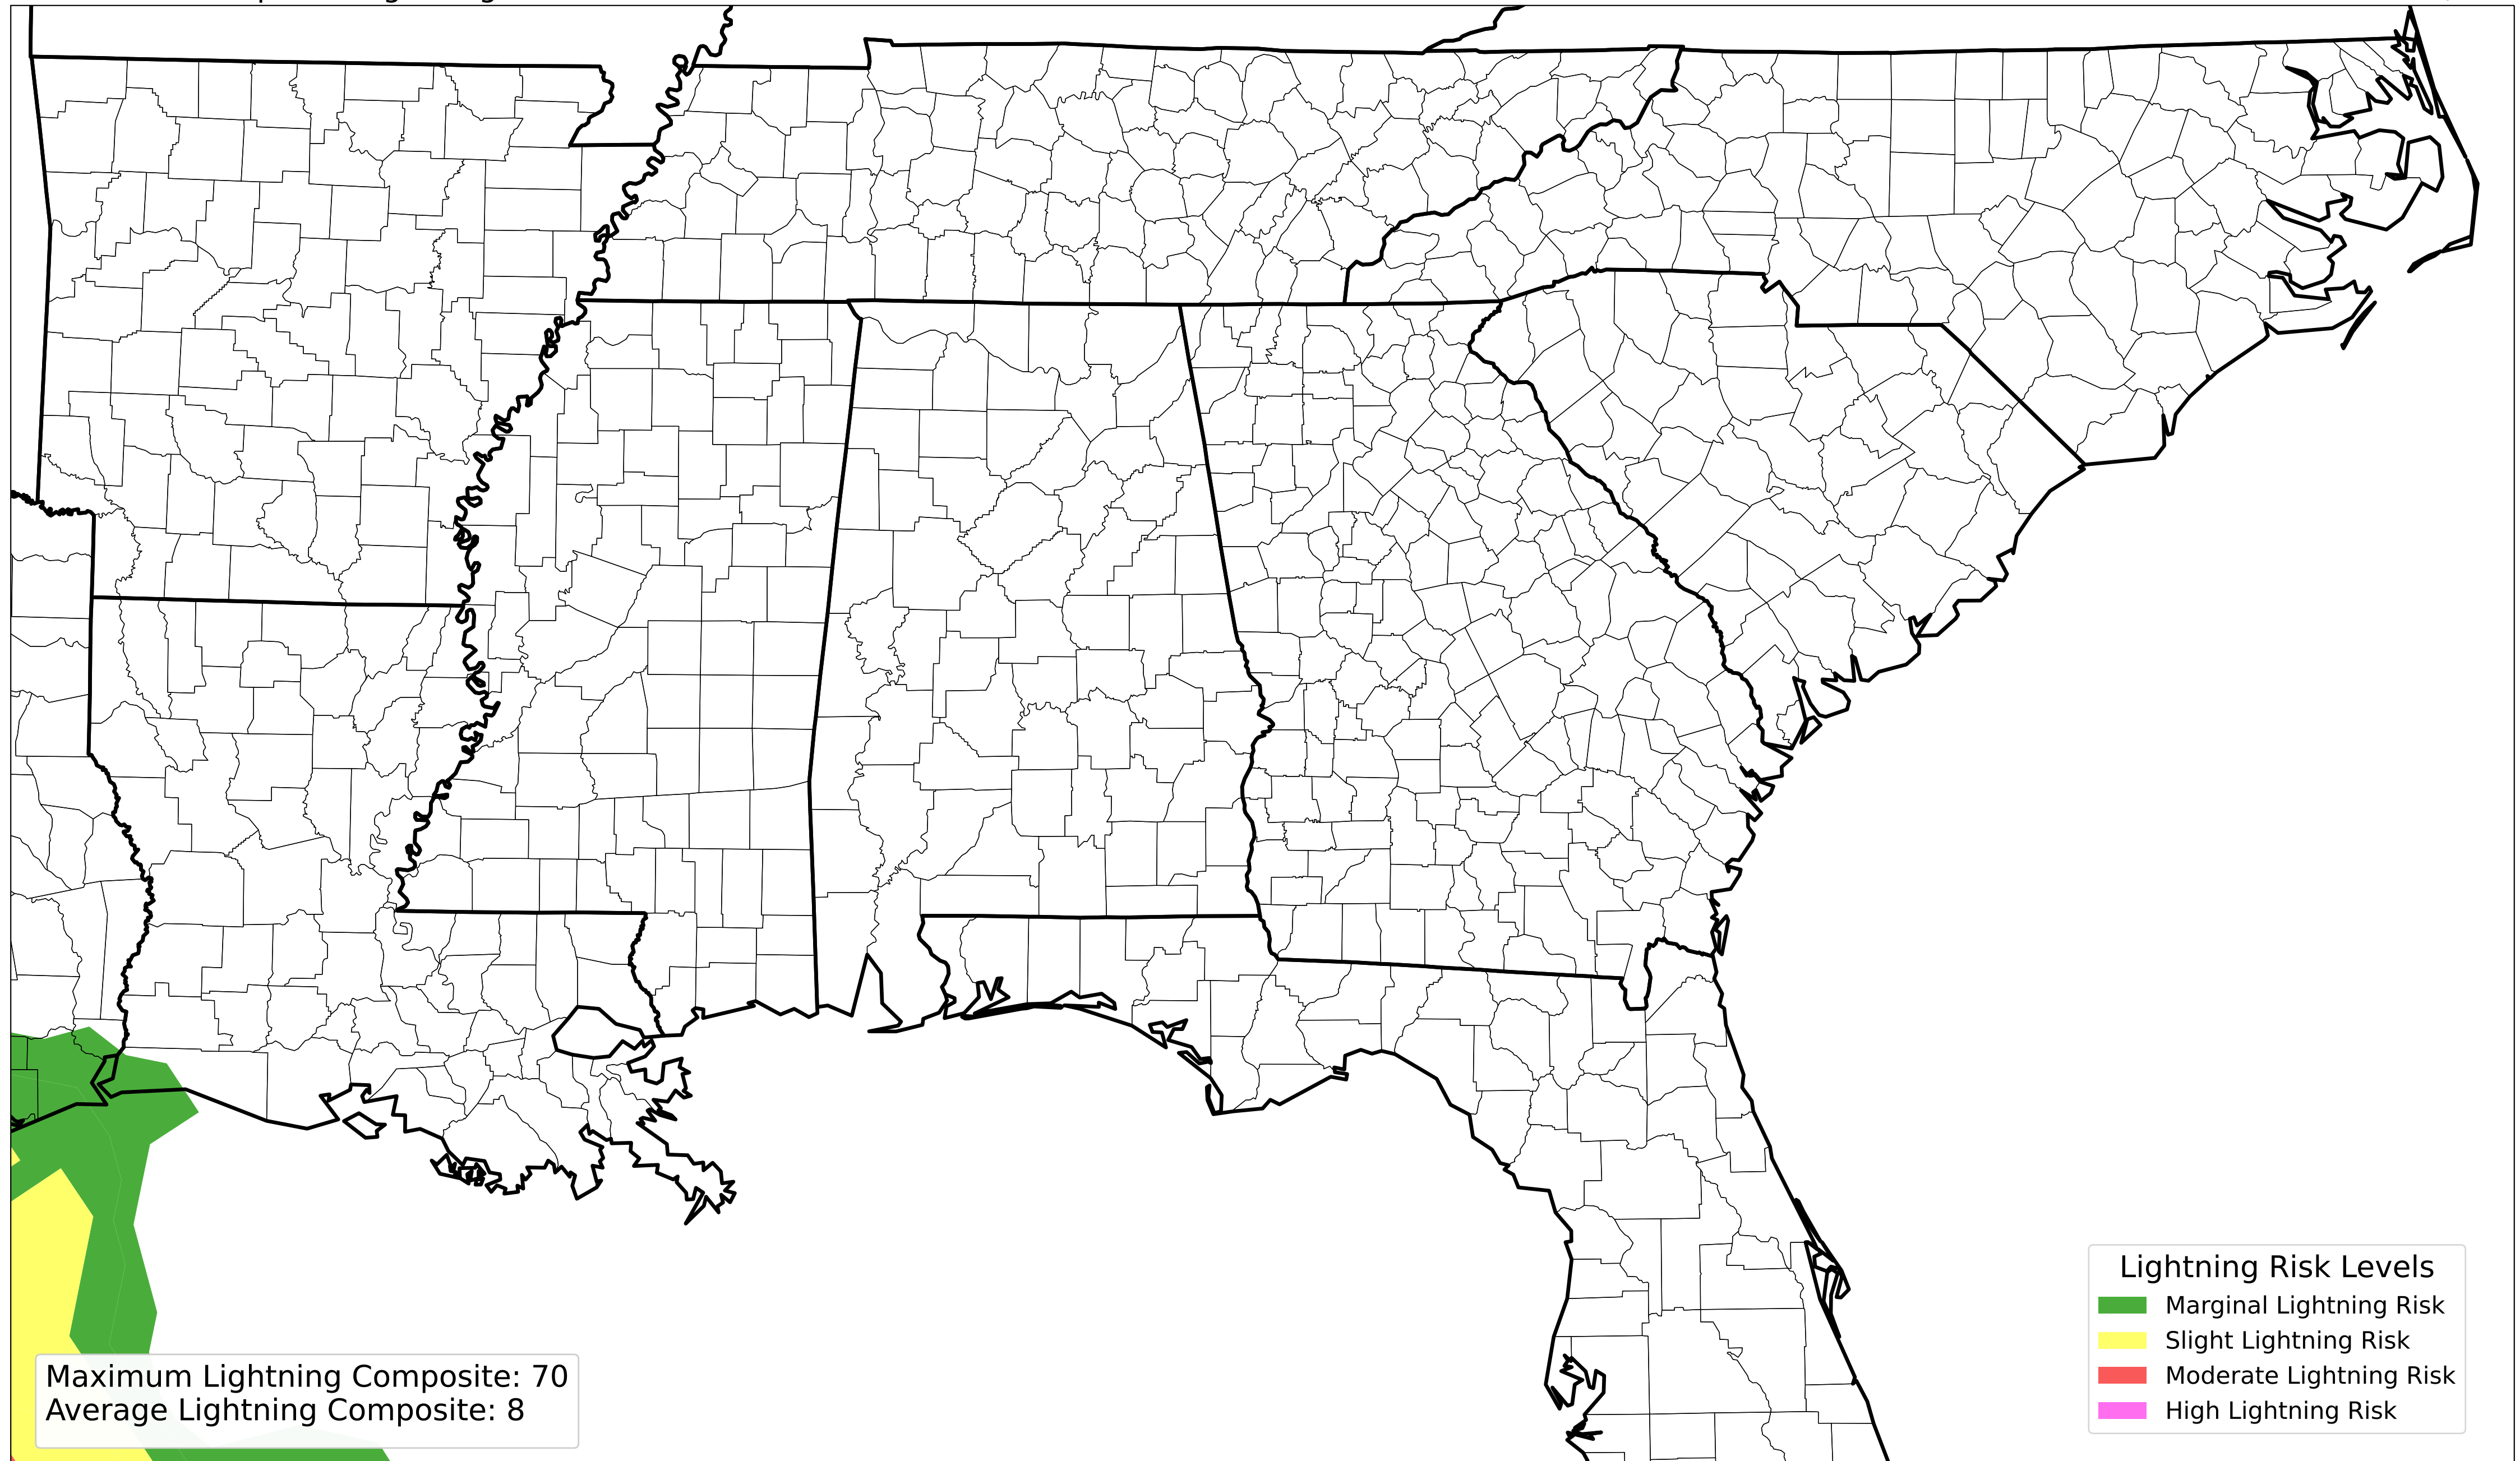 Lightning Risk Levels
Marginal Lightning Risk
Slight Lightning Risk
Moderate Lightning Risk
High Lightning Risk
Maximum Lightning Composite: 70
Average Lightning Composite: 8